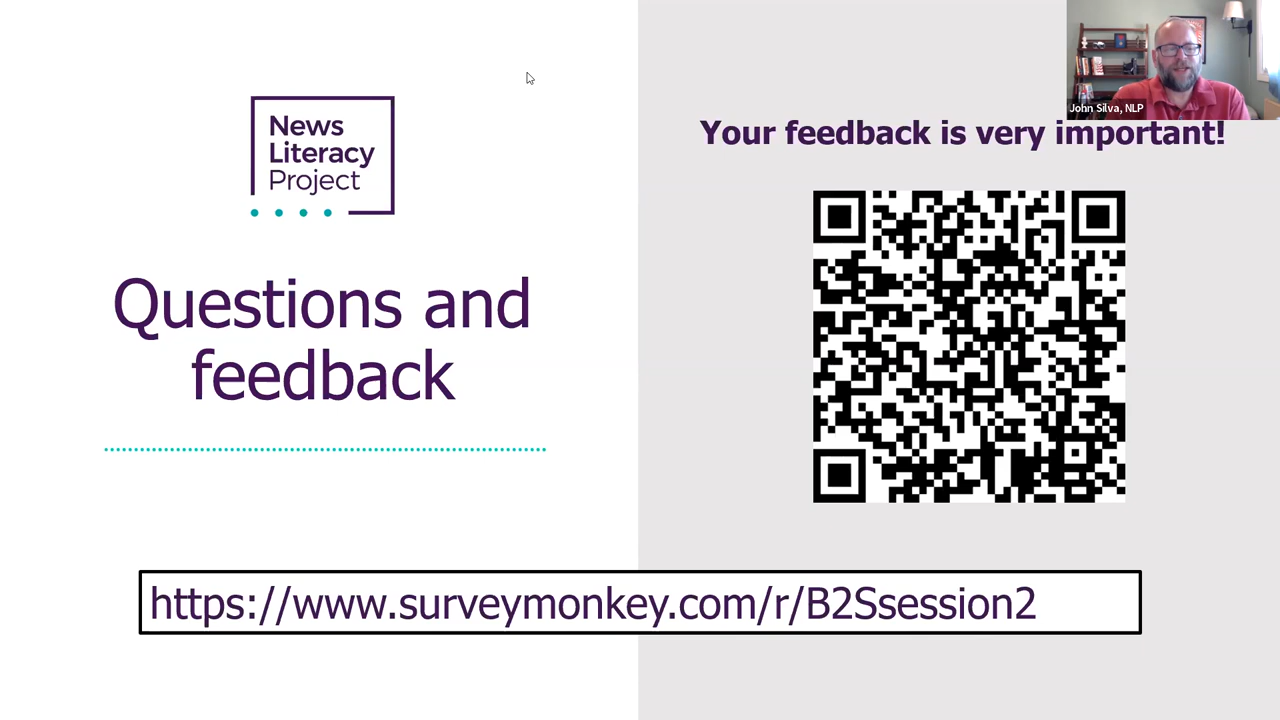 News
Literacy
Project
Questions and
feedback
John Silva, NLP
Your feedback is very important!
https://www.surveymonkey.com/r/B2Ssession2